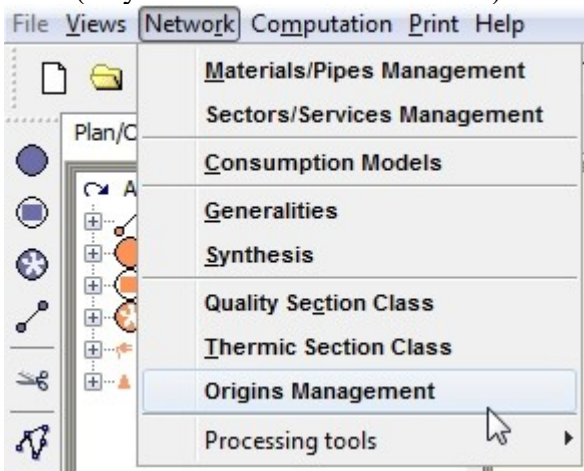 File Views Network Computation Print Help
Materials/Pipes Management
Sectors/Services Management
Plan/C
Consumption Models
A
Generalities
Synthesis
Quality Section Class
Thermic Section Class
Origins Management
Processing tools